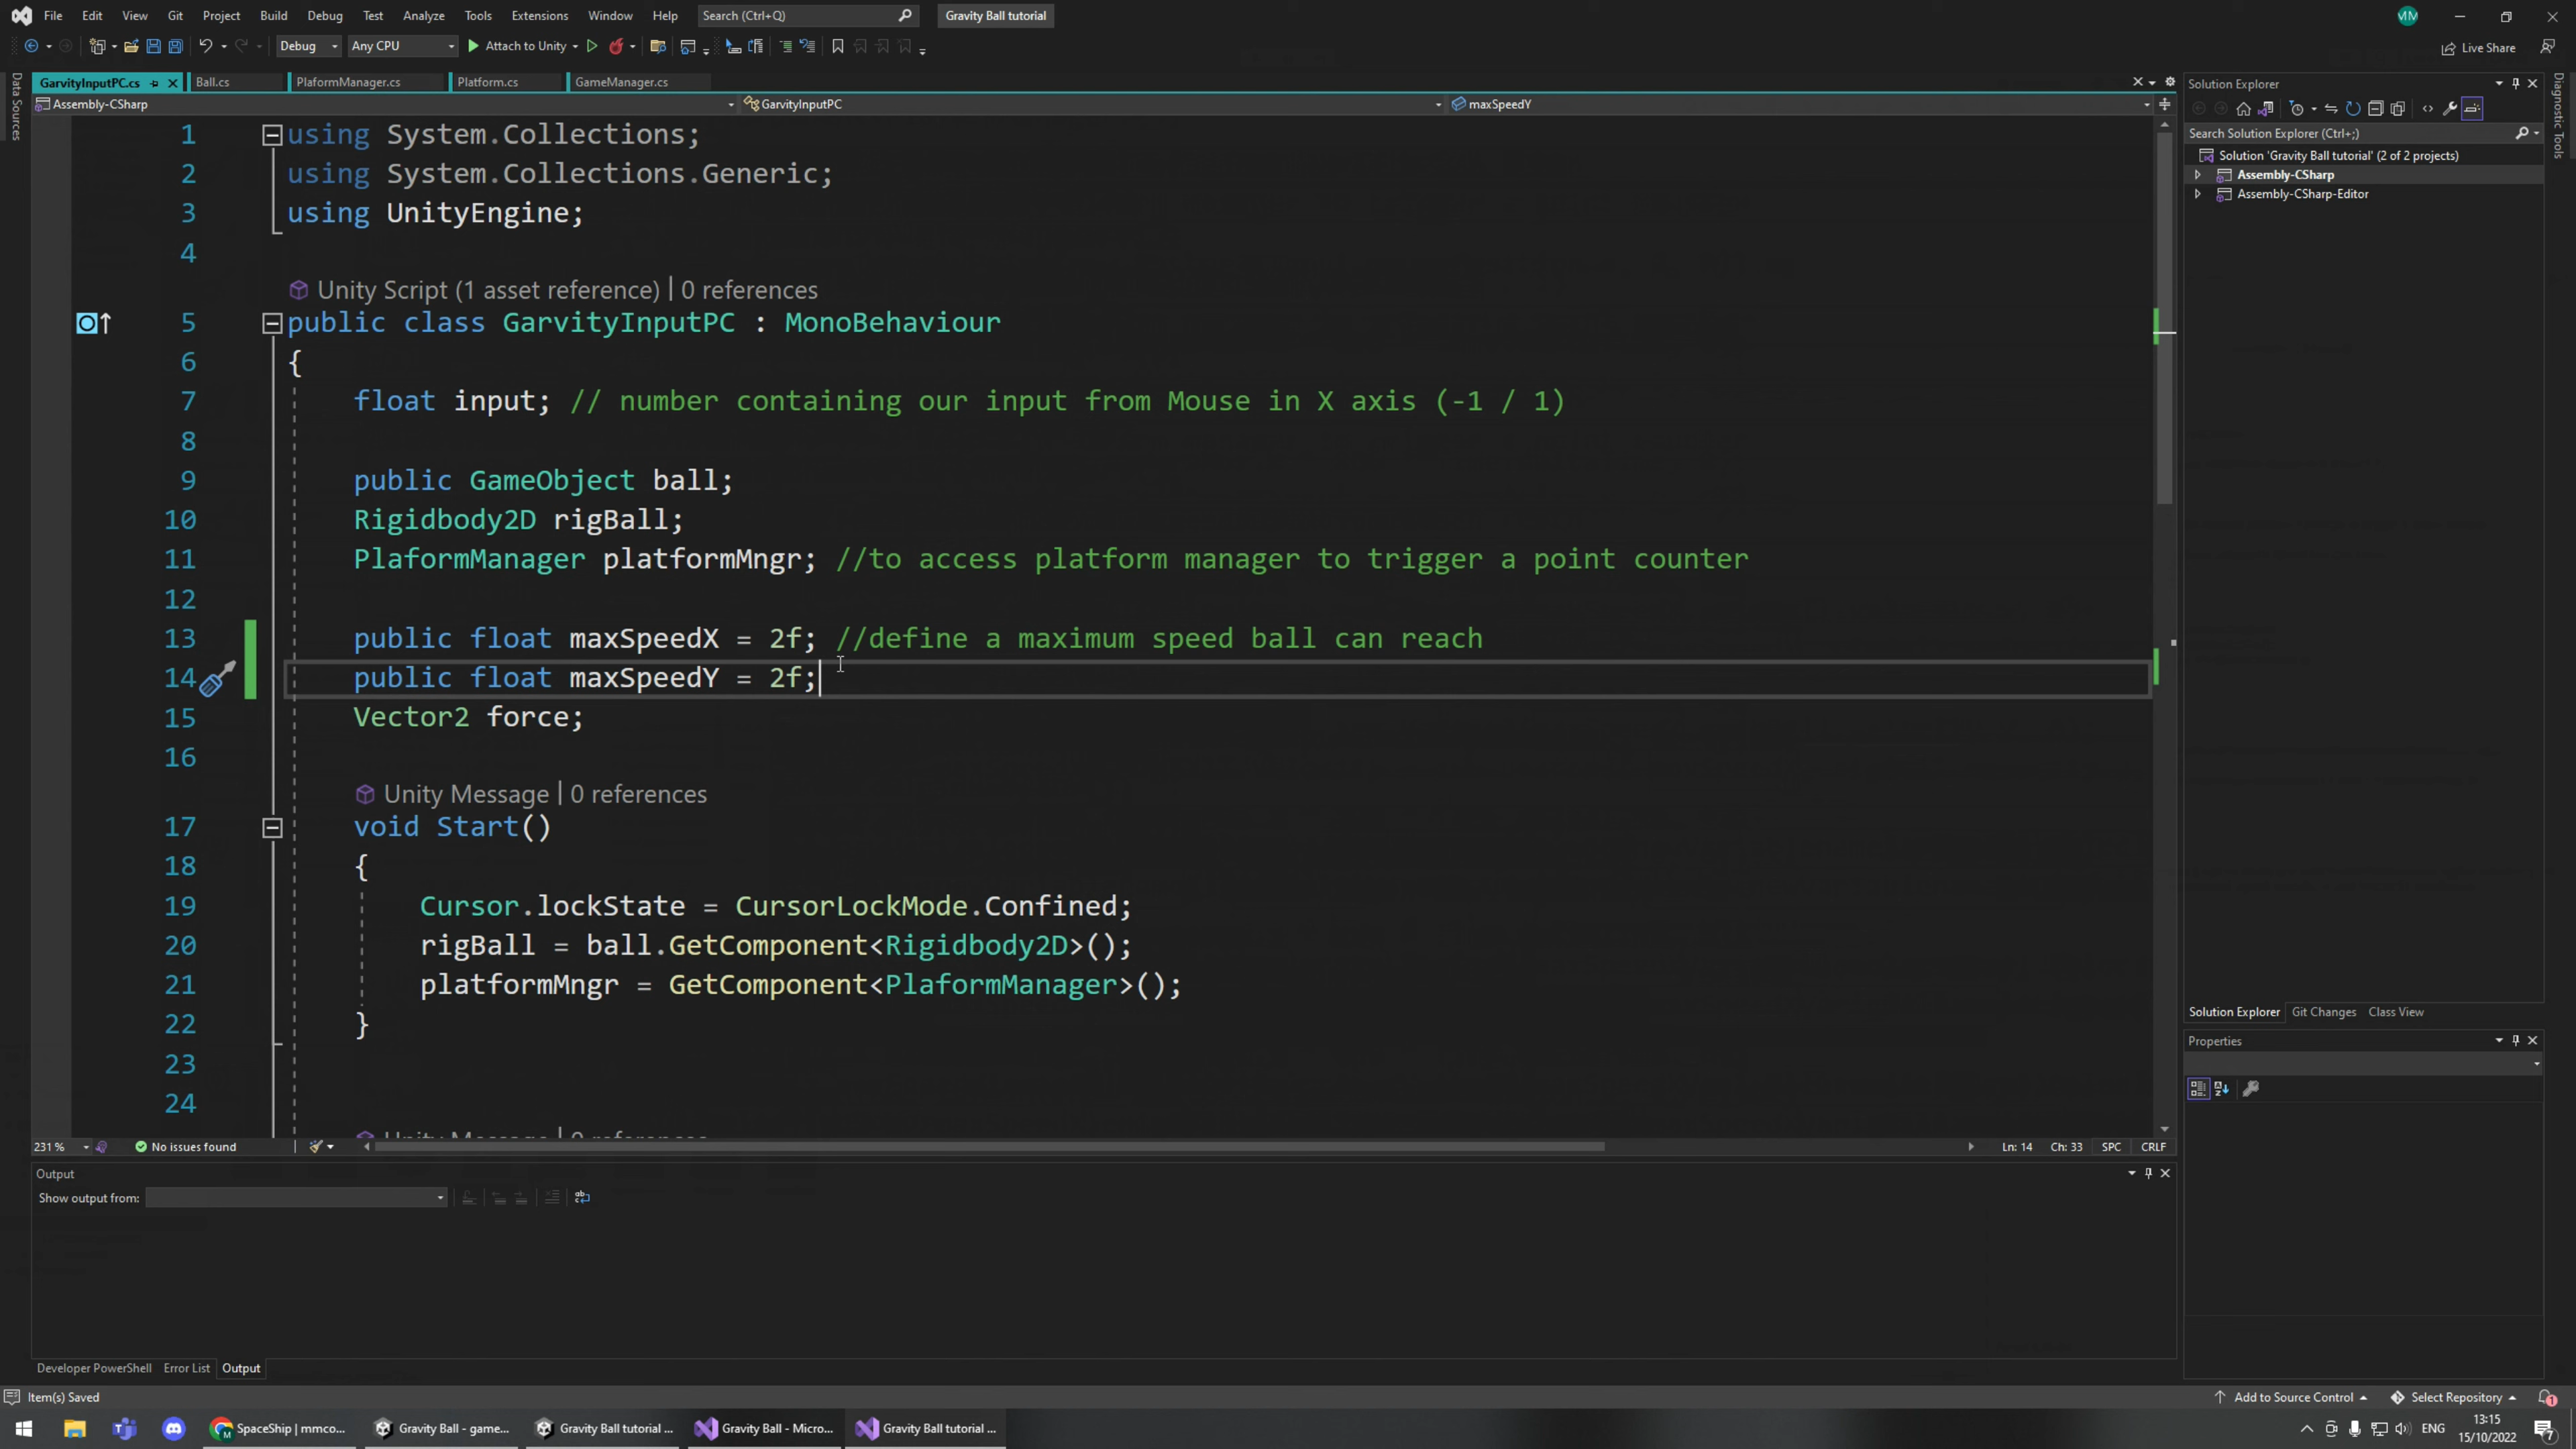 File Edit View Git Project Build Debug Test Analyze Tools Extensions Window Help Search (Ctrl+Q) Gravity Ball tutorial MM
Debug Any CPU Attach to Unity Live Share
GarvityInputPC.cs Ball.cs PlaformManager.cs Platform.cs GameManager.cs
Assembly-CSharp GarvityInputPC maxSpeedY
Data Sources
1 using System.Collections;
2 using System.Collections.Generic;
3 using UnityEngine;
4
Unity Script (1 asset reference) | 0 references
5 public class GarvityInputPC : MonoBehaviour
6 {
7 float input; // number containing our input from Mouse in X axis (-1 / 1)
8
9 public GameObject ball;
10 Rigidbody2D rigBall;
11 PlaformManager platformMngr; //to access platform manager to trigger a point counter
12
13 public float maxSpeedX = 2f; //define a maximum speed ball can reach
14 public float maxSpeedY = 2f;
15 Vector2 force;
16
Unity Message | 0 references
17 void Start()
18 {
19 Cursor.lockState = CursorLockMode.Confined;
20 rigBall = ball.GetComponent<Rigidbody2D>();
21 platformMngr = GetComponent<PlaformManager>();
22 }
23
24
Unity Message | 0 references
231 % No issues found Ln: 14 Ch: 33 SPC CRLF
Output
Show output from:
Developer PowerShell Error List Output
Solution Explorer
Search Solution Explorer (Ctrl+;)
Solution 'Gravity Ball tutorial' (2 of 2 projects)
Assembly-CSharp
Assembly-CSharp-Editor
Solution Explorer Git Changes Class View
Properties
Diagnostic Tools
Item(s) Saved Add to Source Control Select Repository 1
SpaceShip | mmco... Gravity Ball - game... Gravity Ball tutorial ... Gravity Ball - Micro... Gravity Ball tutorial ... ENG 13:15
15/10/2022 7